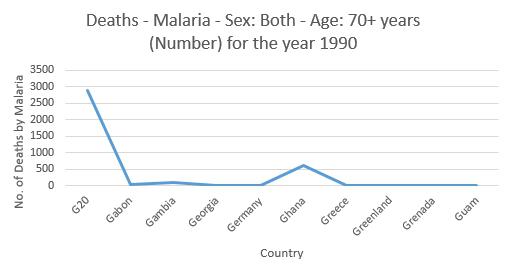 Deaths - Malaria - Sex: Both - Age: 70+ years
(Number) for the year 1990
No. of Deaths by Malaria
3500
3000
2500
2000
1500
1000
500
0
G20
Gabon
Gambia
Georgia
Germany
Ghana
Greece
Greenland
Grenada
Guam
Country